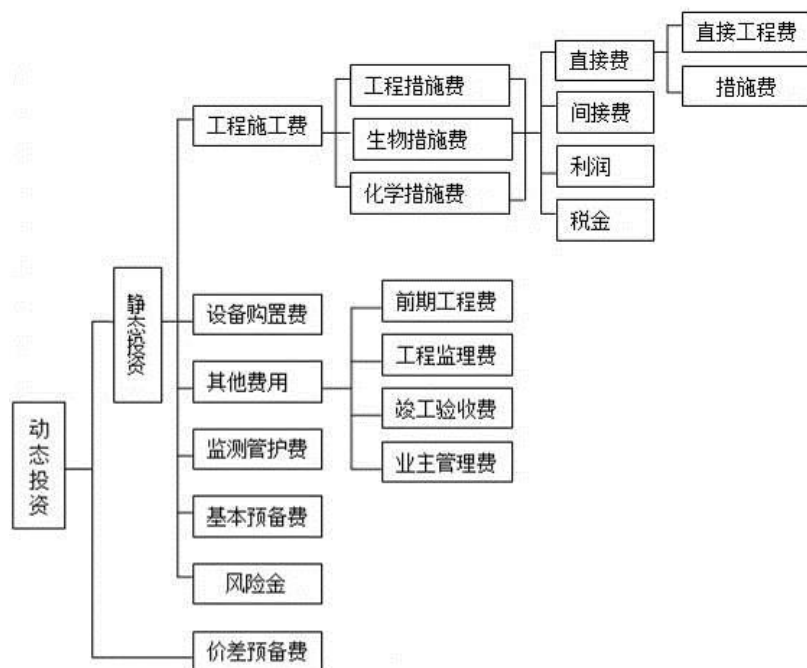 直接工程费
工程措施费
直接费
措施费
工程施工费
生物措施费
间接费
化学措施费
利润
税金
静态投资
设备购置费
前期工程费
其他费用
工程监理费
动态投资
监测管护费
竣工验收费
基本预备费
业主管理费
风险金
价差预备费